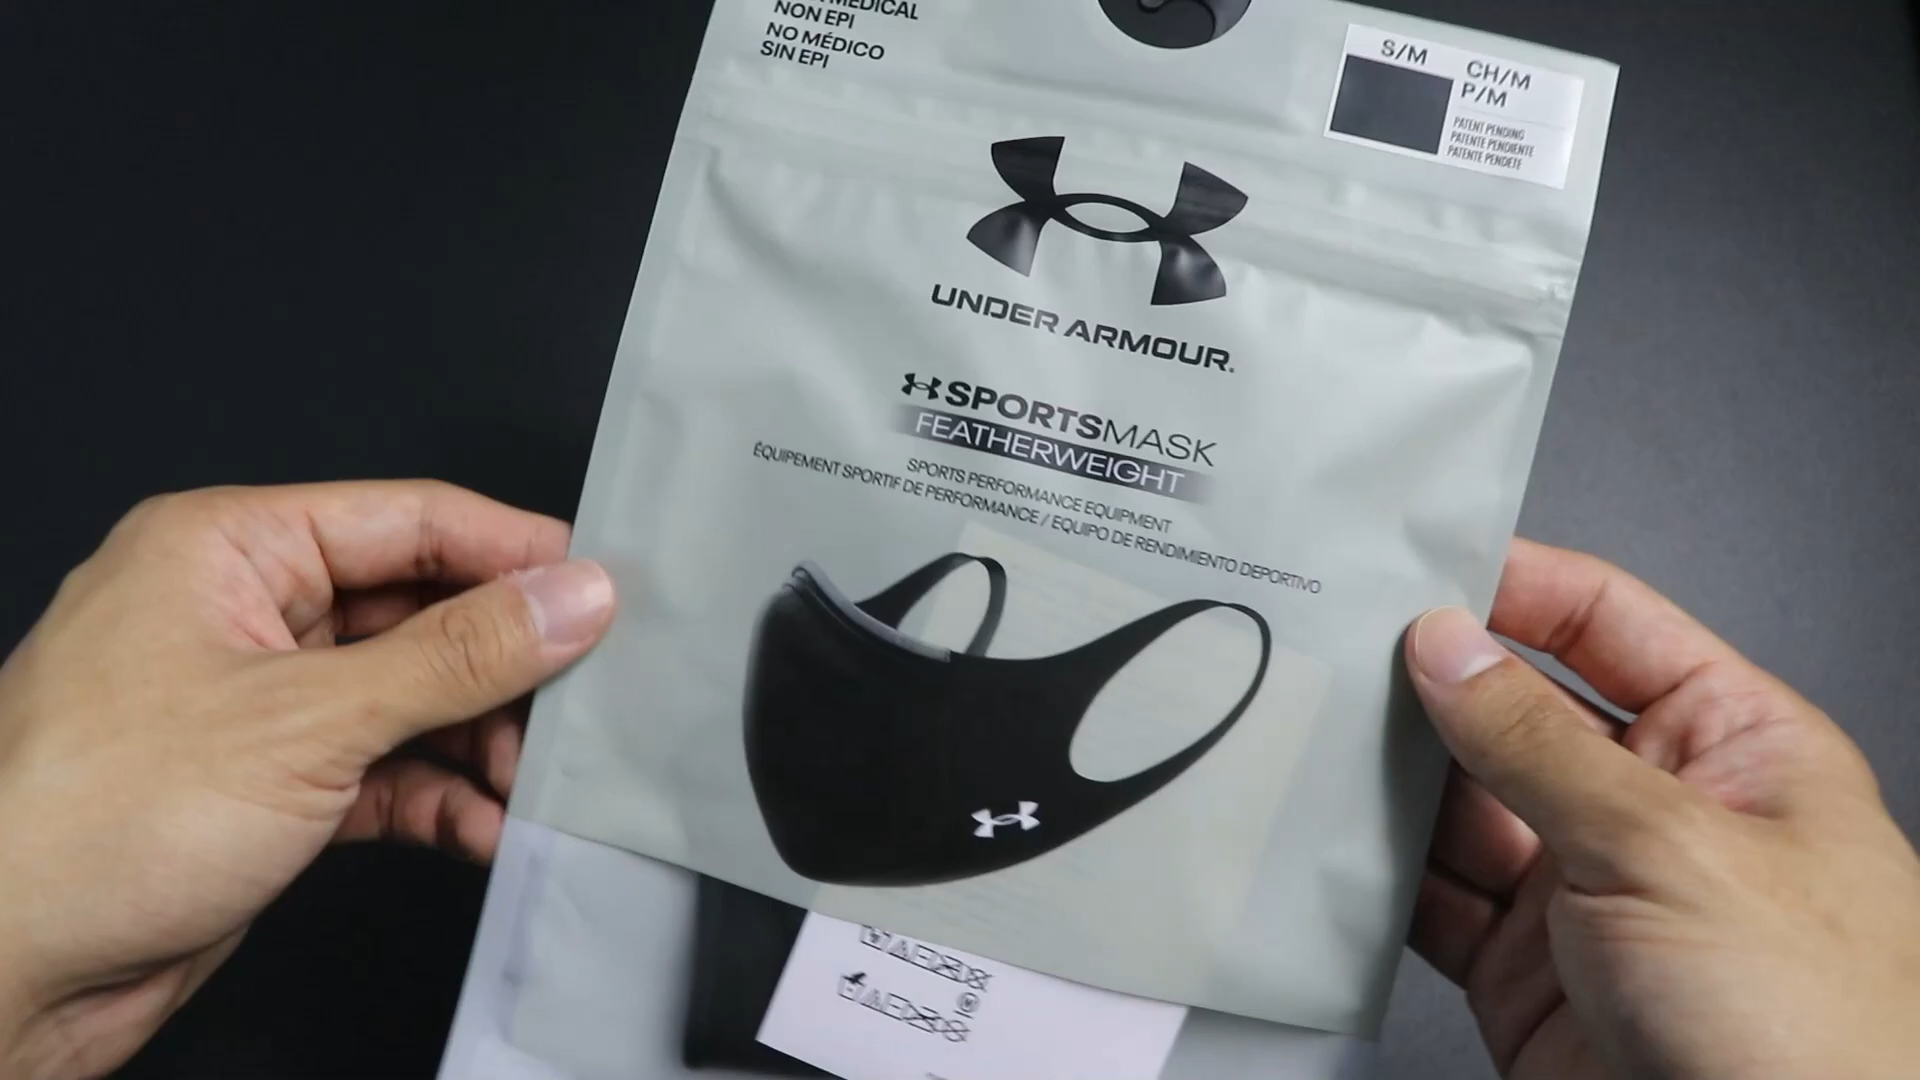 MEDICAL
NON EPI
NO MÉDICO
SIN EPI
S/M
CH/M
P/M
PATENT PENDING
PATENTE PENDIENTE
PATENTE PENDETE
UNDER ARMOUR.
SPORTSMASK
FEATHERWEIGHT
SPORTS PERFORMANCE EQUIPMENT
ÉQUIPEMENT SPORTIF DE PERFORMANCE / EQUIPO DE RENDIMIENTO DEPORTIVO